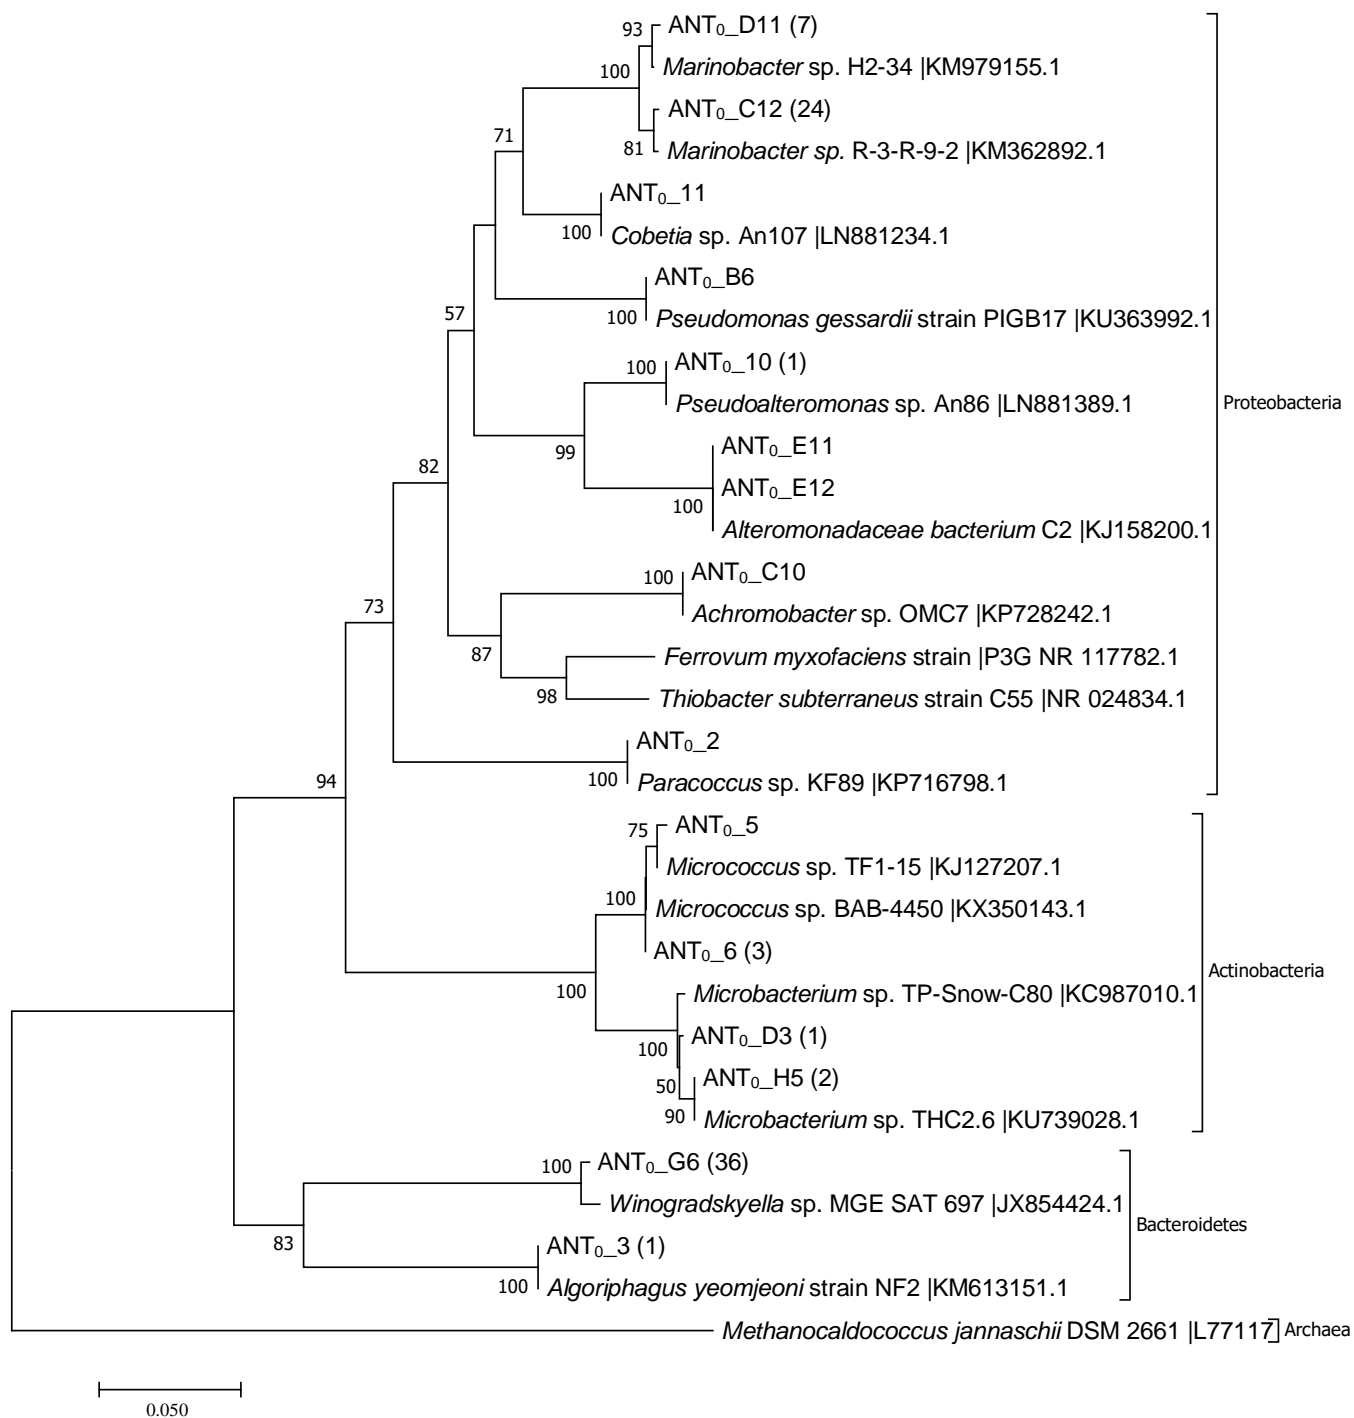 93
ANT₀_D11 (7)
Marinobacter sp. H2-34 |KM979155.1
100
ANT₀_C12 (24)
81
Marinobacter sp. R-3-R-9-2 |KM362892.1
71
ANT₀_11
100
Cobetia sp. An107 |LN881234.1
ANT₀_B6
100
Pseudomonas gessardii strain PIGB17 |KU363992.1
57
100
ANT₀_10 (1)
Pseudoalteromonas sp. An86 |LN881389.1
Proteobacteria
99
ANT₀_E11
ANT₀_E12
100
Alteromonadaceae bacterium C2 |KJ158200.1
82
100
ANT₀_C10
Achromobacter sp. OMC7 |KP728242.1
87
Ferrovum myxofaciens strain |P3G NR 117782.1
98
Thiobacter subterraneus strain C55 |NR 024834.1
73
ANT₀_2
100
Paracoccus sp. KF89 |KP716798.1
94
75
ANT₀_5
Micrococcus sp. TF1-15 |KJ127207.1
100
Micrococcus sp. BAB-4450 |KX350143.1
ANT₀_6 (3)
Actinobacteria
100
Microbacterium sp. TP-Snow-C80 |KC987010.1
100
ANT₀_D3 (1)
50
ANT₀_H5 (2)
90
Microbacterium sp. THC2.6 |KU739028.1
100
ANT₀_G6 (36)
Winogradskyella sp. MGE SAT 697 |JX854424.1
Bacteroidetes
83
ANT₀_3 (1)
100
Algoriphagus yeomjeoni strain NF2 |KM613151.1
Methanocaldococcus jannaschii DSM 2661 |L77117
Archaea
0.050